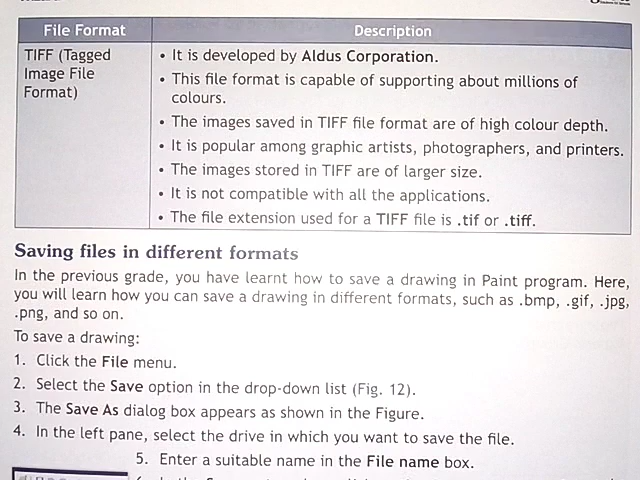 File Format
Description
TIFF (Tagged
Image File
Format)
• It is developed by Aldus Corporation.
• This file format is capable of supporting about millions of
colours.
• The images saved in TIFF file format are of high colour depth.
• It is popular among graphic artists, photographers, and printers.
• The images stored in TIFF are of larger size.
• It is not compatible with all the applications.
• The file extension used for a TIFF file is .tif or .tiff.
Saving files in different formats
In the previous grade, you have learnt how to save a drawing in Paint program. Here,
you will learn how you can save a drawing in different formats, such as .bmp, .gif, .jpg,
.png, and so on.
To save a drawing:
1. Click the File menu.
2. Select the Save option in the drop-down list (Fig. 12).
3. The Save As dialog box appears as shown in the Figure.
4. In the left pane, select the drive in which you want to save the file.
5. Enter a suitable name in the File name box.